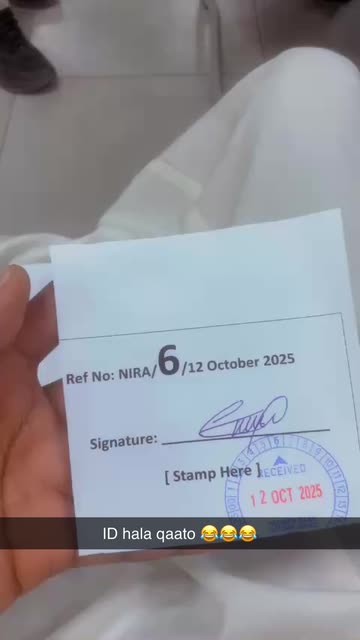 Ref No: NIRA/6/12 October 2025
Signature:
[ Stamp Here ]
RECEIVED
12 OCT 2025
ID hala qaato 😂😂😂